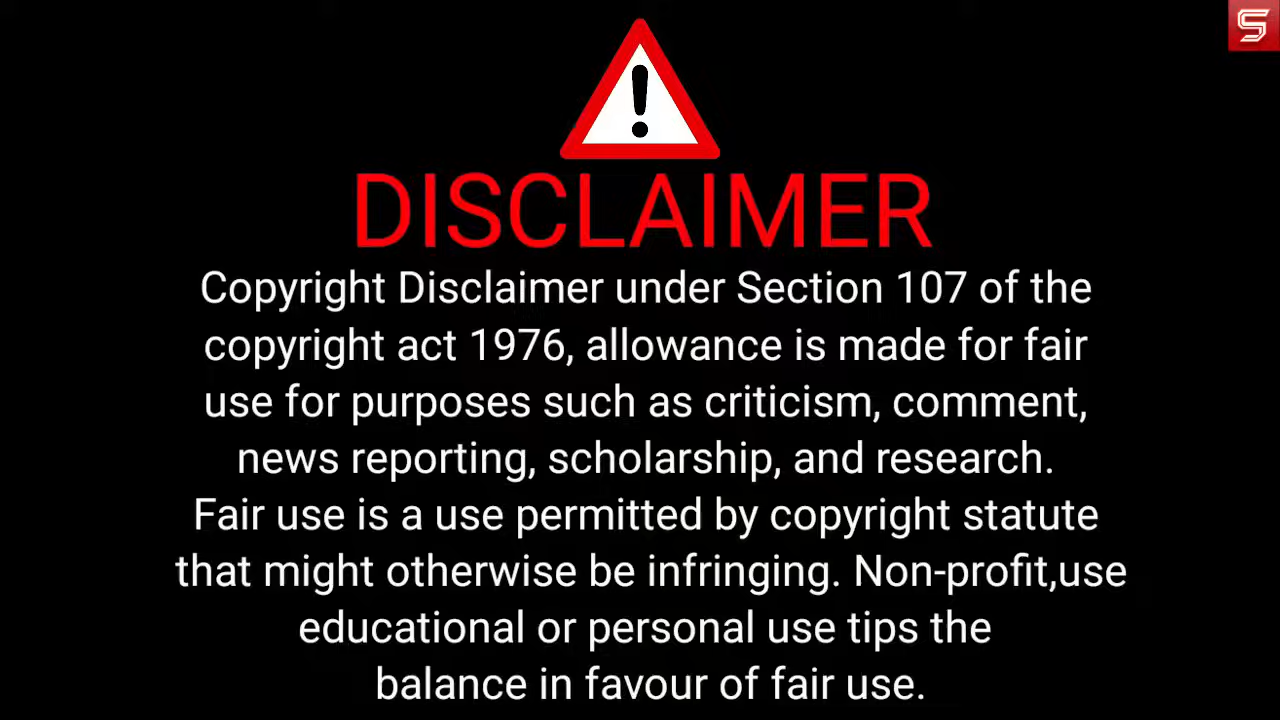 S
DISCLAIMER
Copyright Disclaimer under Section 107 of the
copyright act 1976, allowance is made for fair
use for purposes such as criticism, comment,
news reporting, scholarship, and research.
Fair use is a use permitted by copyright statute
that might otherwise be infringing. Non-profit,use
educational or personal use tips the
balance in favour of fair use.